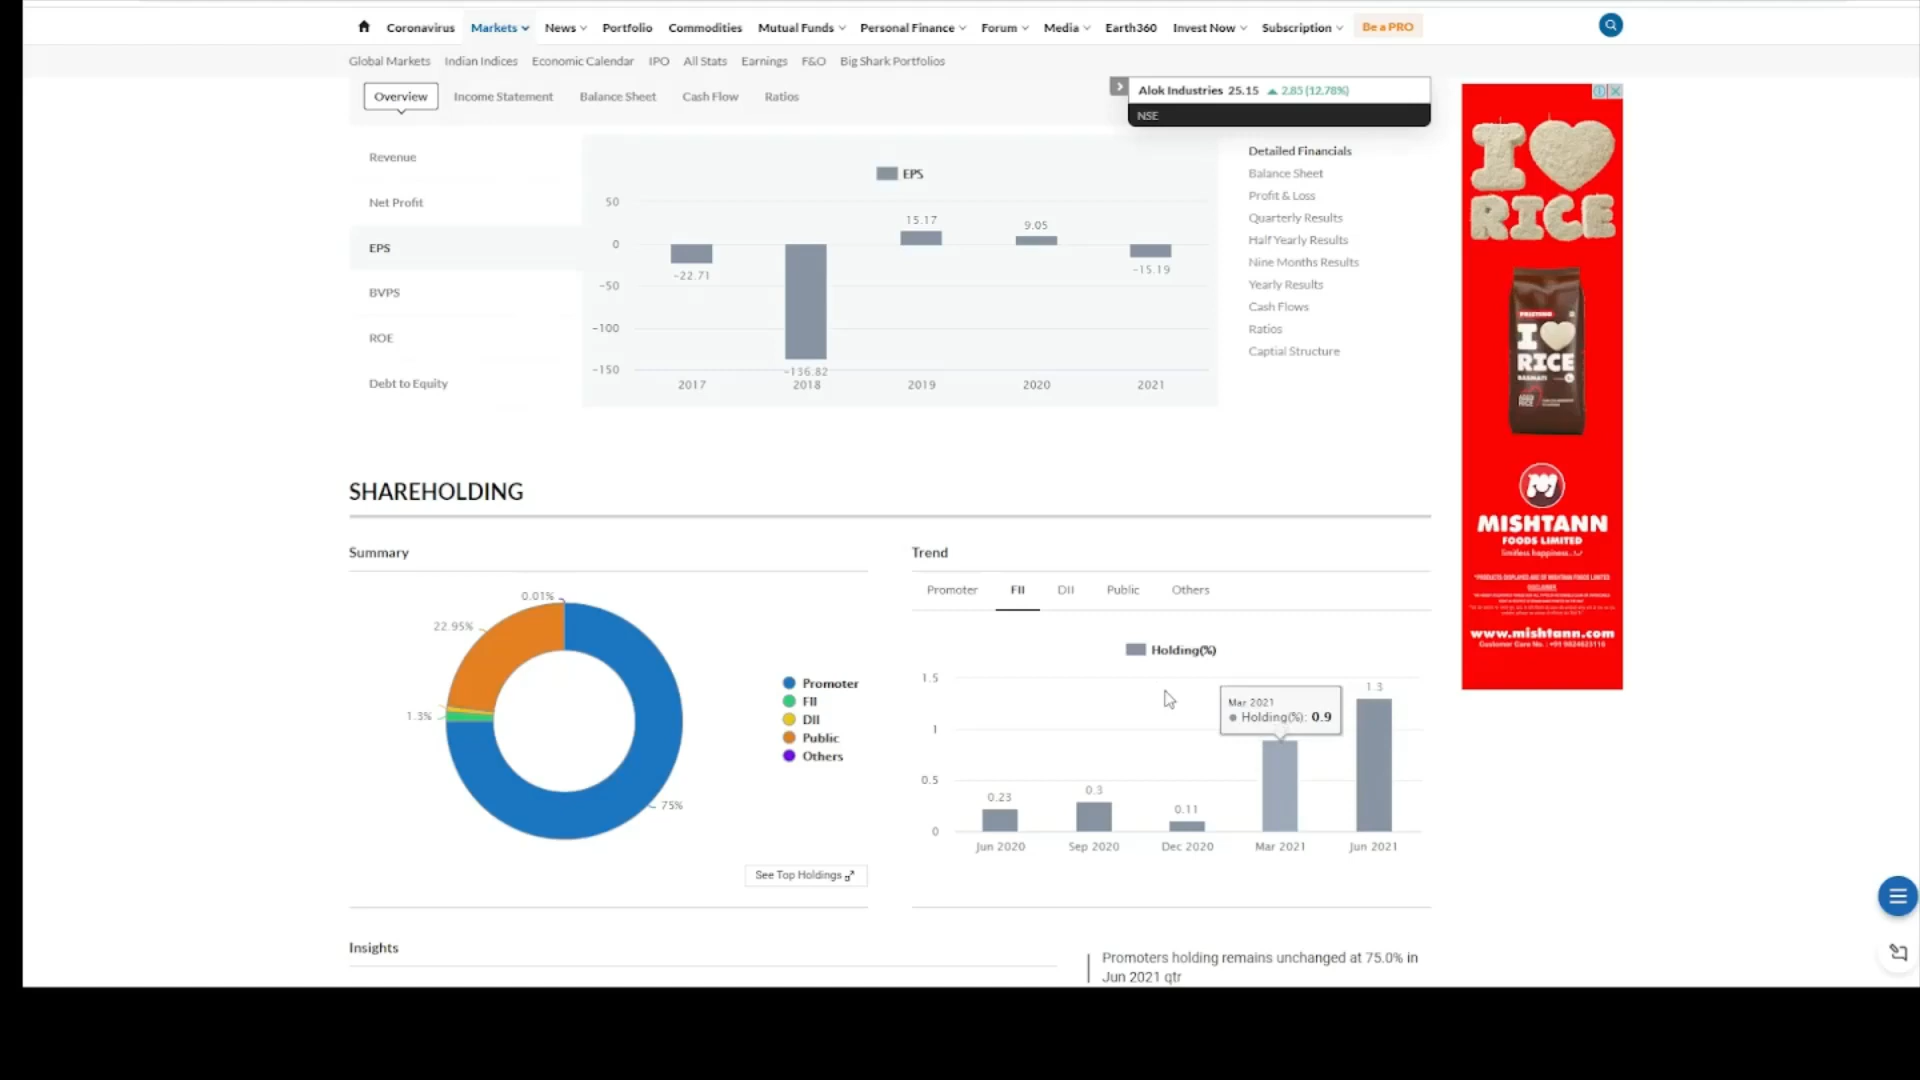 Coronavirus Markets News Portfolio Commodities Mutual Funds Personal Finance Forum Media Earth360 Invest Now Subscription Be a PRO
Global Markets Indian Indices Economic Calendar IPO All Stats Earnings F&O Big Shark Portfolios
Overview Income Statement Balance Sheet Cash Flow Ratios
Alok Industries 25.15 2.85 (12.78%)
NSE
Revenue
Net Profit
EPS
BVPS
ROE
Debt to Equity
EPS
50
0
-50
-100
-150
-22.71
-136.82
15.17
9.05
-15.19
2017 2018 2019 2020 2021
Detailed Financials
Balance Sheet
Profit & Loss
Quarterly Results
Half Yearly Results
Nine Months Results
Yearly Results
Cash Flows
Ratios
Captial Structure
I
RICE
I
RICE
BASMATI
MISHTANN
FOODS LIMITED
limitless happiness...
www.mishtann.com
SHAREHOLDING
Summary
0.01%
22.95%
1.3%
75%
Promoter
FII
DII
Public
Others
See Top Holdings
Trend
Promoter FII DII Public Others
Holding(%)
1.5
1
0.5
0
0.23
0.3
0.11
Mar 2021
Holding(%): 0.9
1.3
Jun 2020 Sep 2020 Dec 2020 Mar 2021 Jun 2021
Insights
Promoters holding remains unchanged at 75.0% in
Jun 2021 qtr